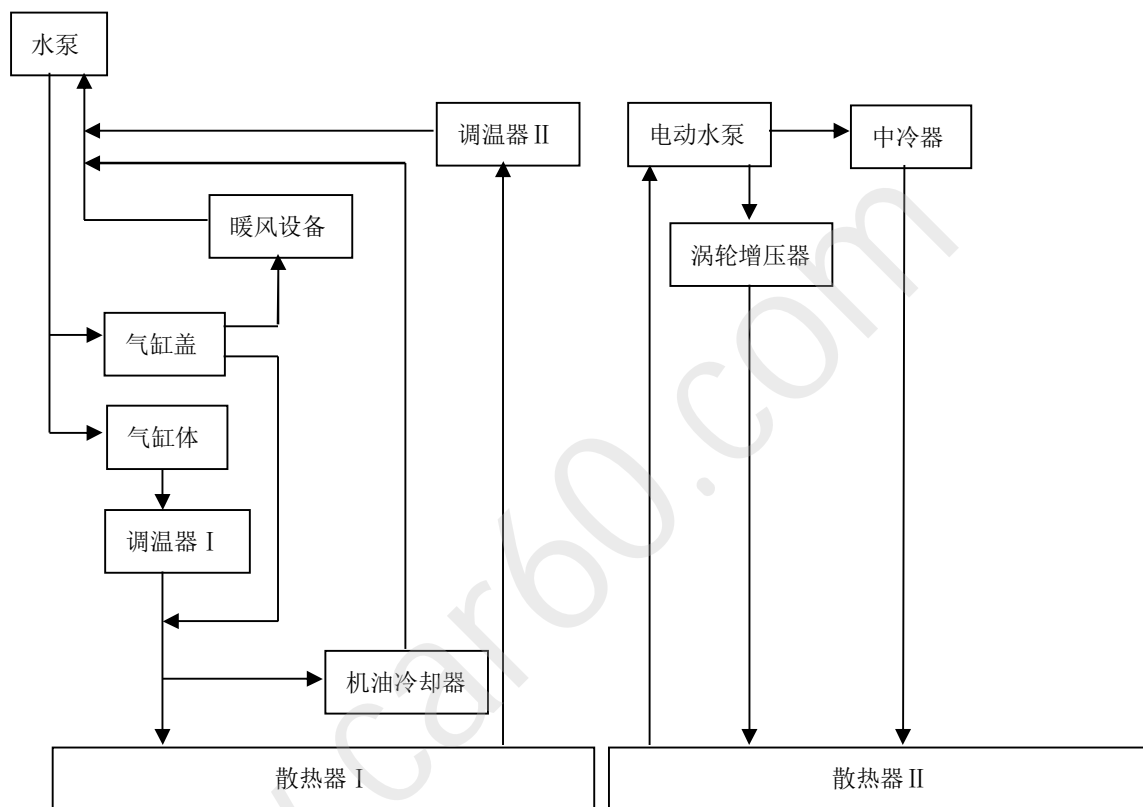 水泵
调温器Ⅱ
电动水泵
中冷器
暖风设备
涡轮增压器
气缸盖
气缸体
调温器Ⅰ
机油冷却器
散热器Ⅰ
散热器Ⅱ
.car60.com